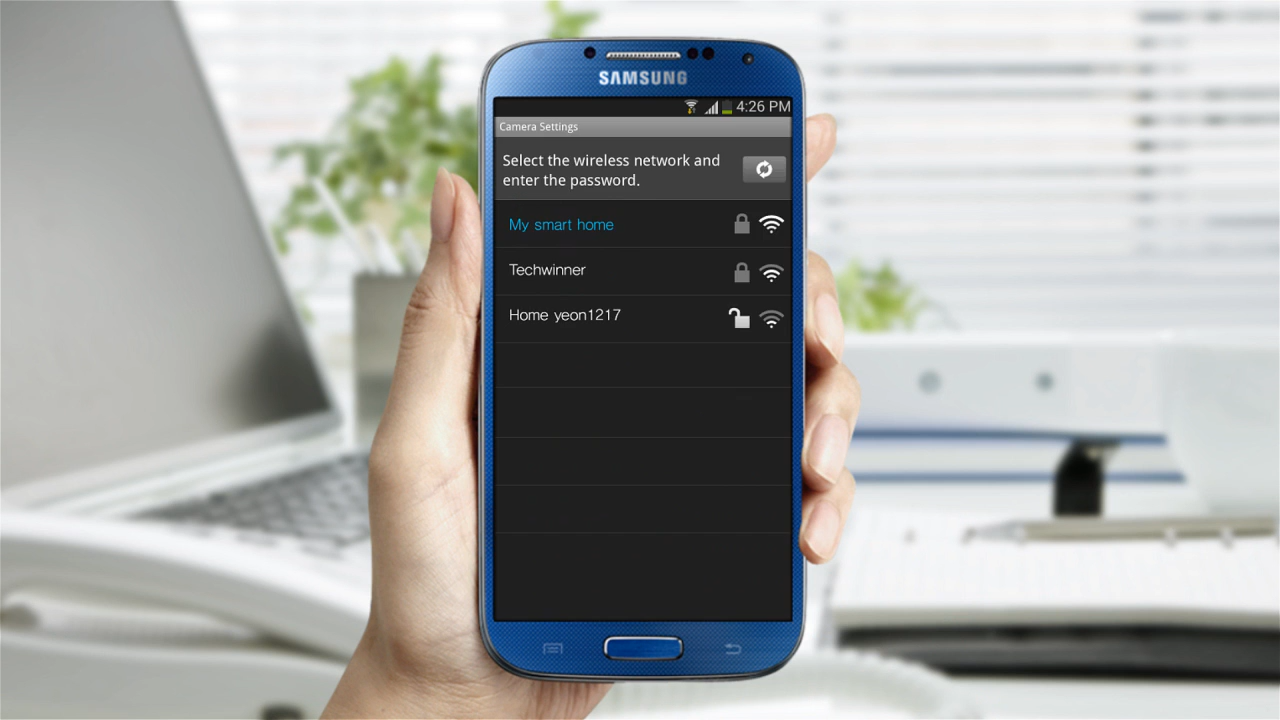 SAMSUNG
4:26 PM
Camera Settings
Select the wireless network and
enter the password.
My smart home
Techwinner
Home yeon1217